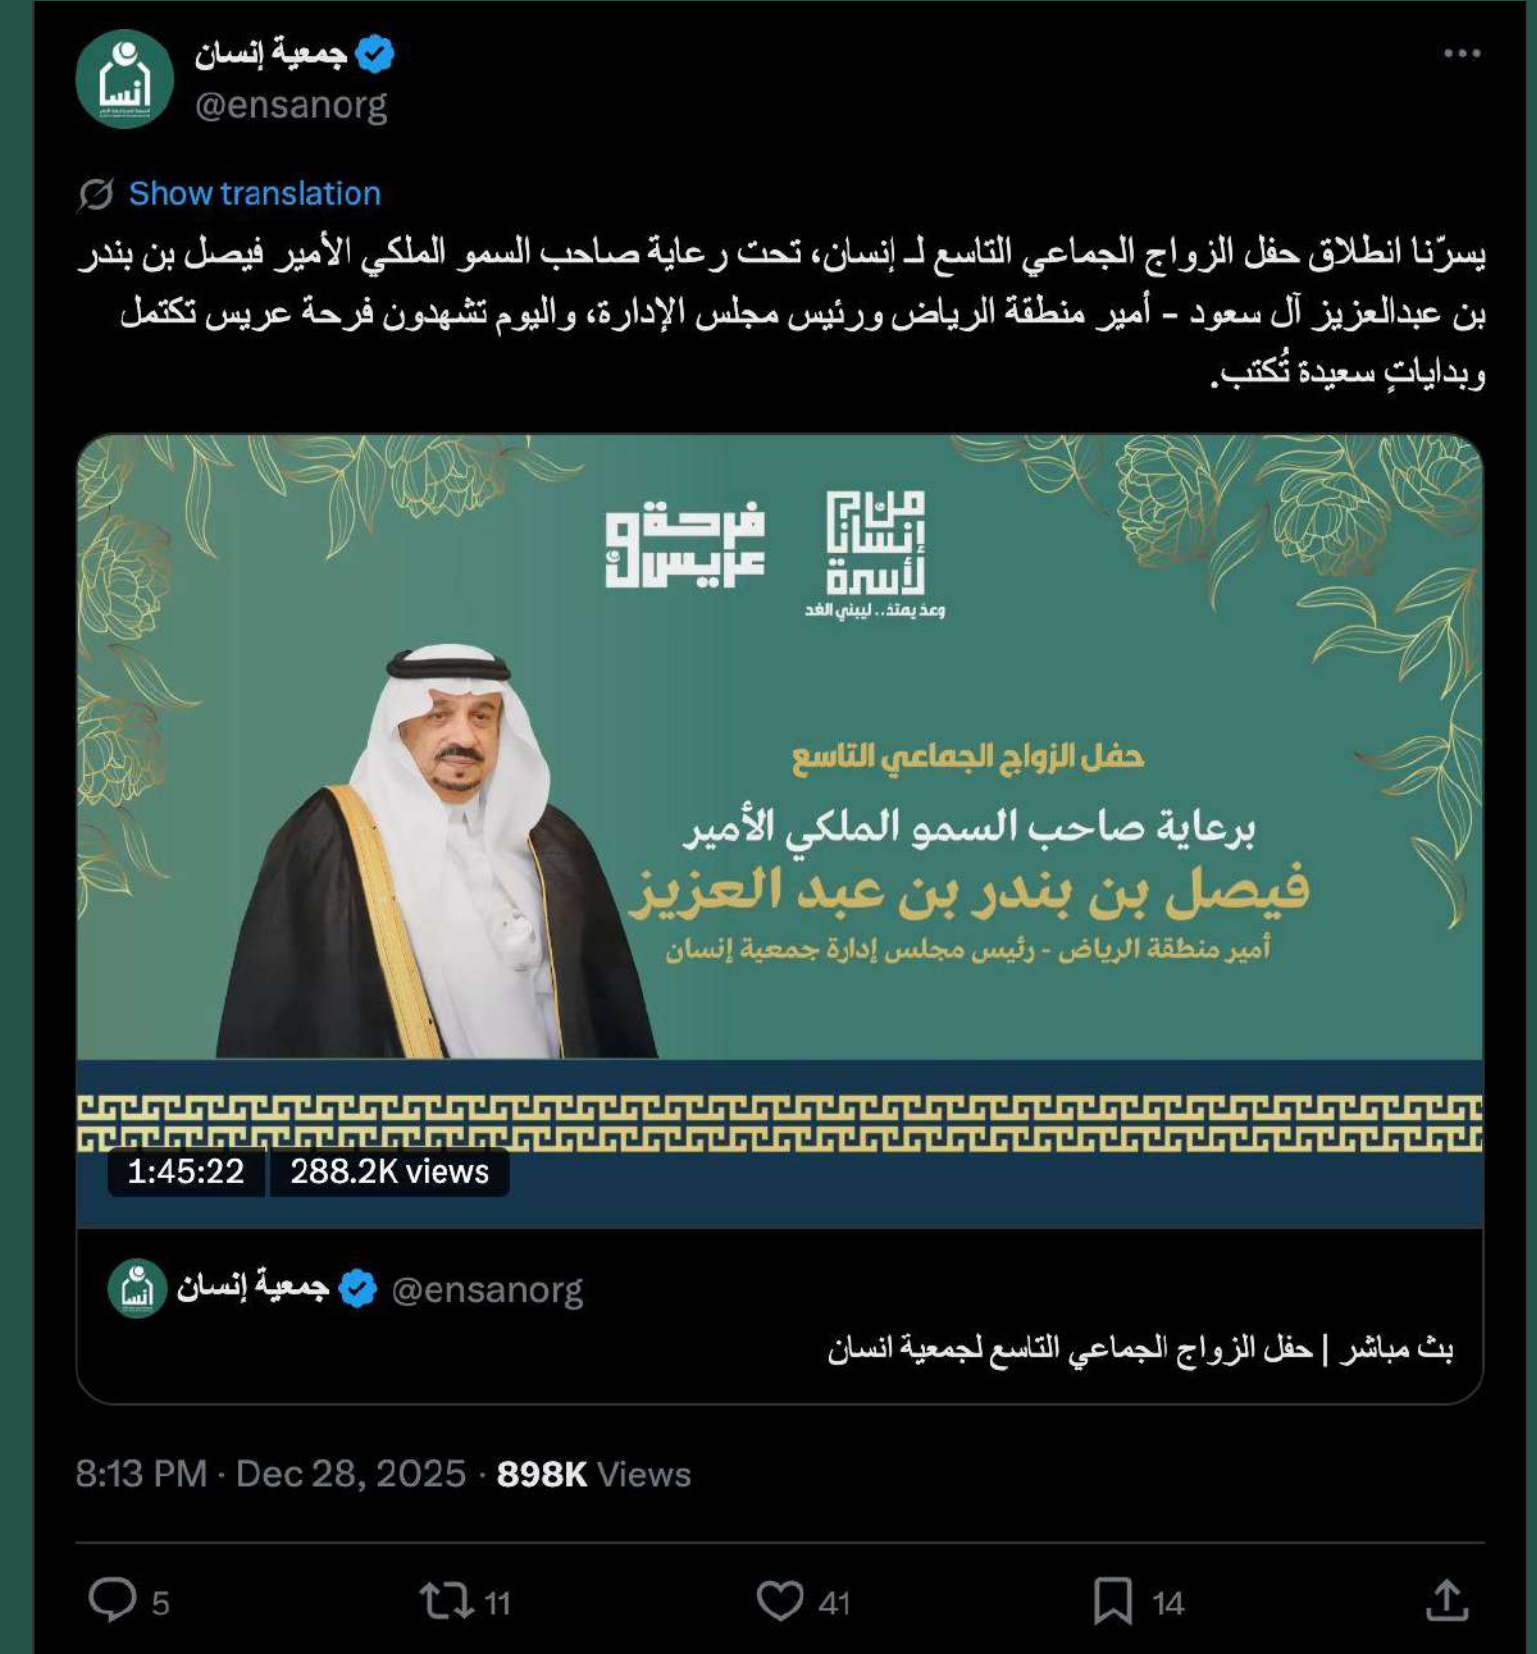 جمعية إنسان
@ensanorg
Show translation
يسرّنا انطلاق حفل الزواج الجماعي التاسع لـ إنسان، تحت رعاية صاحب السمو الملكي الأمير فيصل بن بندر
بن عبدالعزيز آل سعود - أمير منطقة الرياض ورئيس مجلس الإدارة، واليوم تشهدون فرحة عريس تكتمل
وبداياتٍ سعيدة تُكتب.
من إنسان
لأسرة
وعدٌ يمتد.. ليبني الغد
فرحة و
عريس
حفل الزواج الجماعي التاسع
برعاية صاحب السمو الملكي الأمير
فيصل بن بندر بن عبد العزيز
أمير منطقة الرياض - رئيس مجلس إدارة جمعية إنسان
1:45:22 288.2K views
جمعية إنسان @ensanorg
بث مباشر | حفل الزواج الجماعي التاسع لجمعية انسان
8:13 PM · Dec 28, 2025 · 898K Views
5 11 41 14